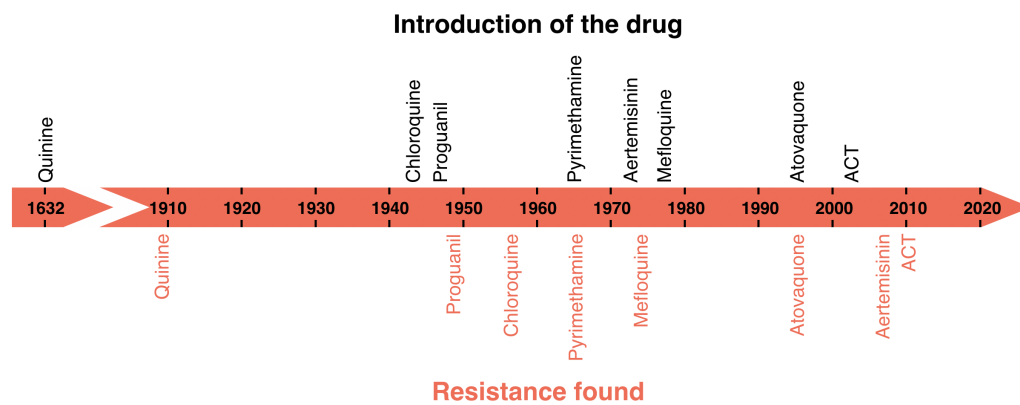 Introduction of the drug
Quinine
Chloroquine
Proguanil
Pyrimethamine
Aertemisinin
Mefloquine
Atovaquone
ACT
1632 1910 1920 1930 1940 1950 1960 1970 1980 1990 2000 2010 2020
Quinine
Proguanil
Chloroquine
Pyrimethamine
Mefloquine
Atovaquone
Aertemisinin
ACT
Resistance found